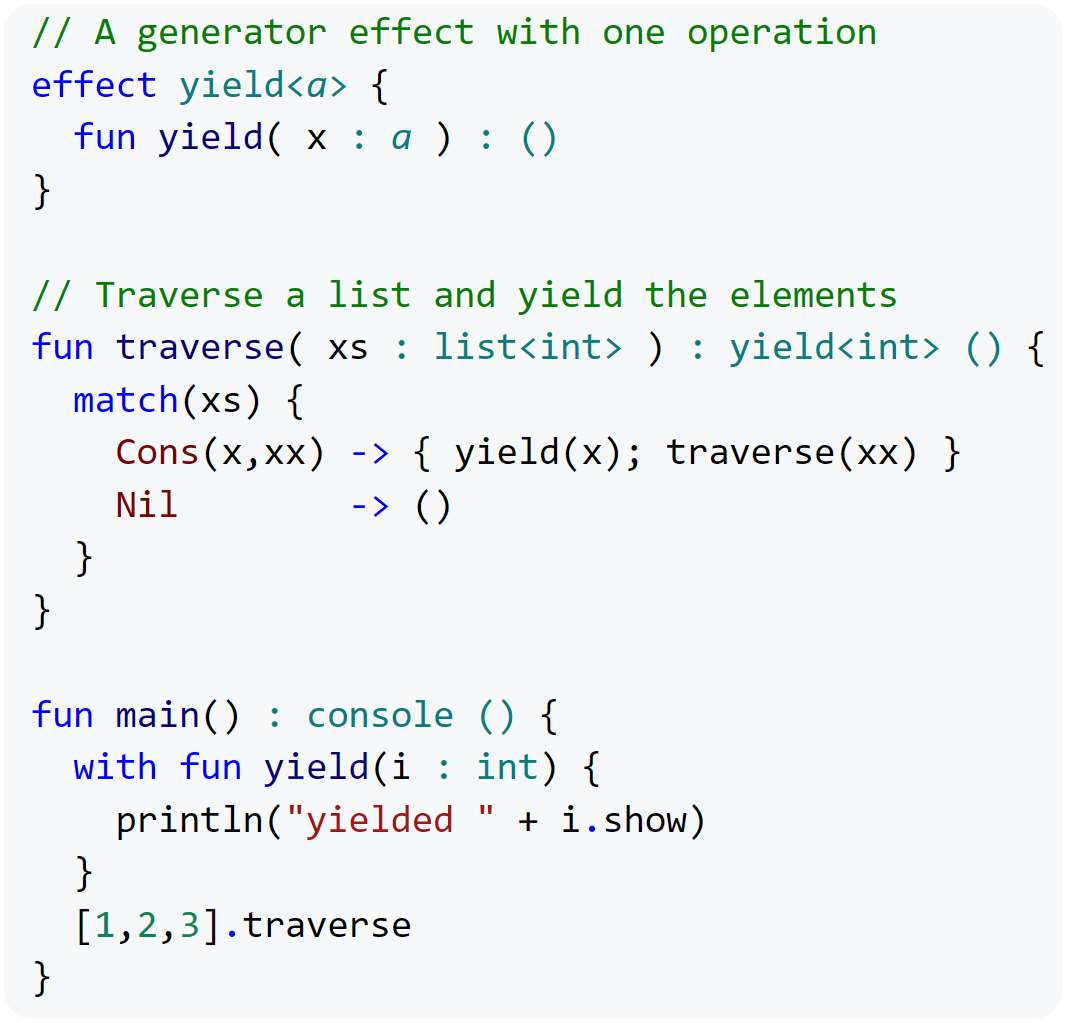 // A generator effect with one operation
effect yield<a> {
  fun yield( x : a ) : ()
}

// Traverse a list and yield the elements
fun traverse( xs : list<int> ) : yield<int> () {
  match(xs) {
    Cons(x,xx) -> { yield(x); traverse(xx) }
    Nil        -> ()
  }
}

fun main() : console () {
  with fun yield(i : int) {
    println("yielded " + i.show)
  }
  [1,2,3].traverse
}